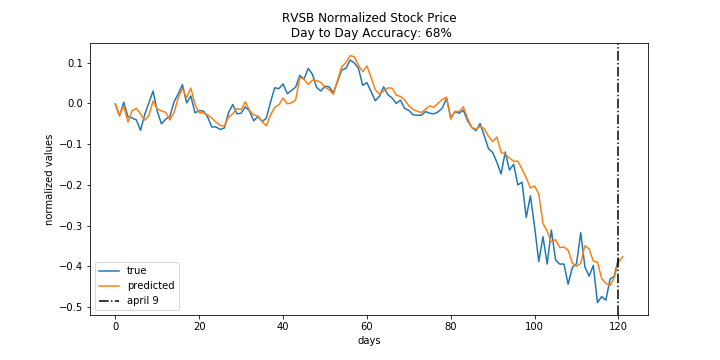 RVSB Normalized Stock Price
Day to Day Accuracy: 68%
normalized values
0.1
0.0
−0.1
−0.2
−0.3
−0.4
−0.5
true
predicted
april 9
0 20 40 60 80 100 120
days